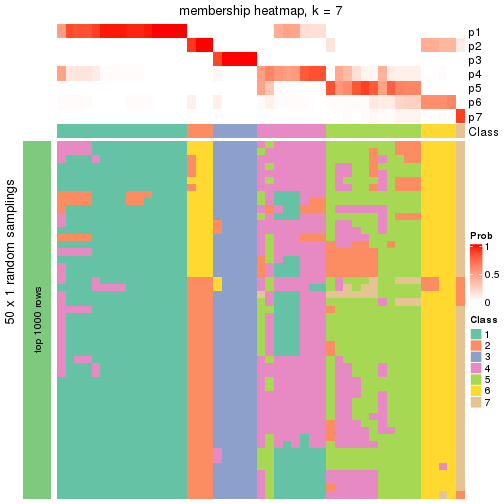 membership heatmap, k = 7
p1
p2
p3
p4
p5
p6
p7
Class
50 x 1 random samplings
top 1000 rows
Prob
1
0.5
0
Class
1
2
3
4
5
6
7